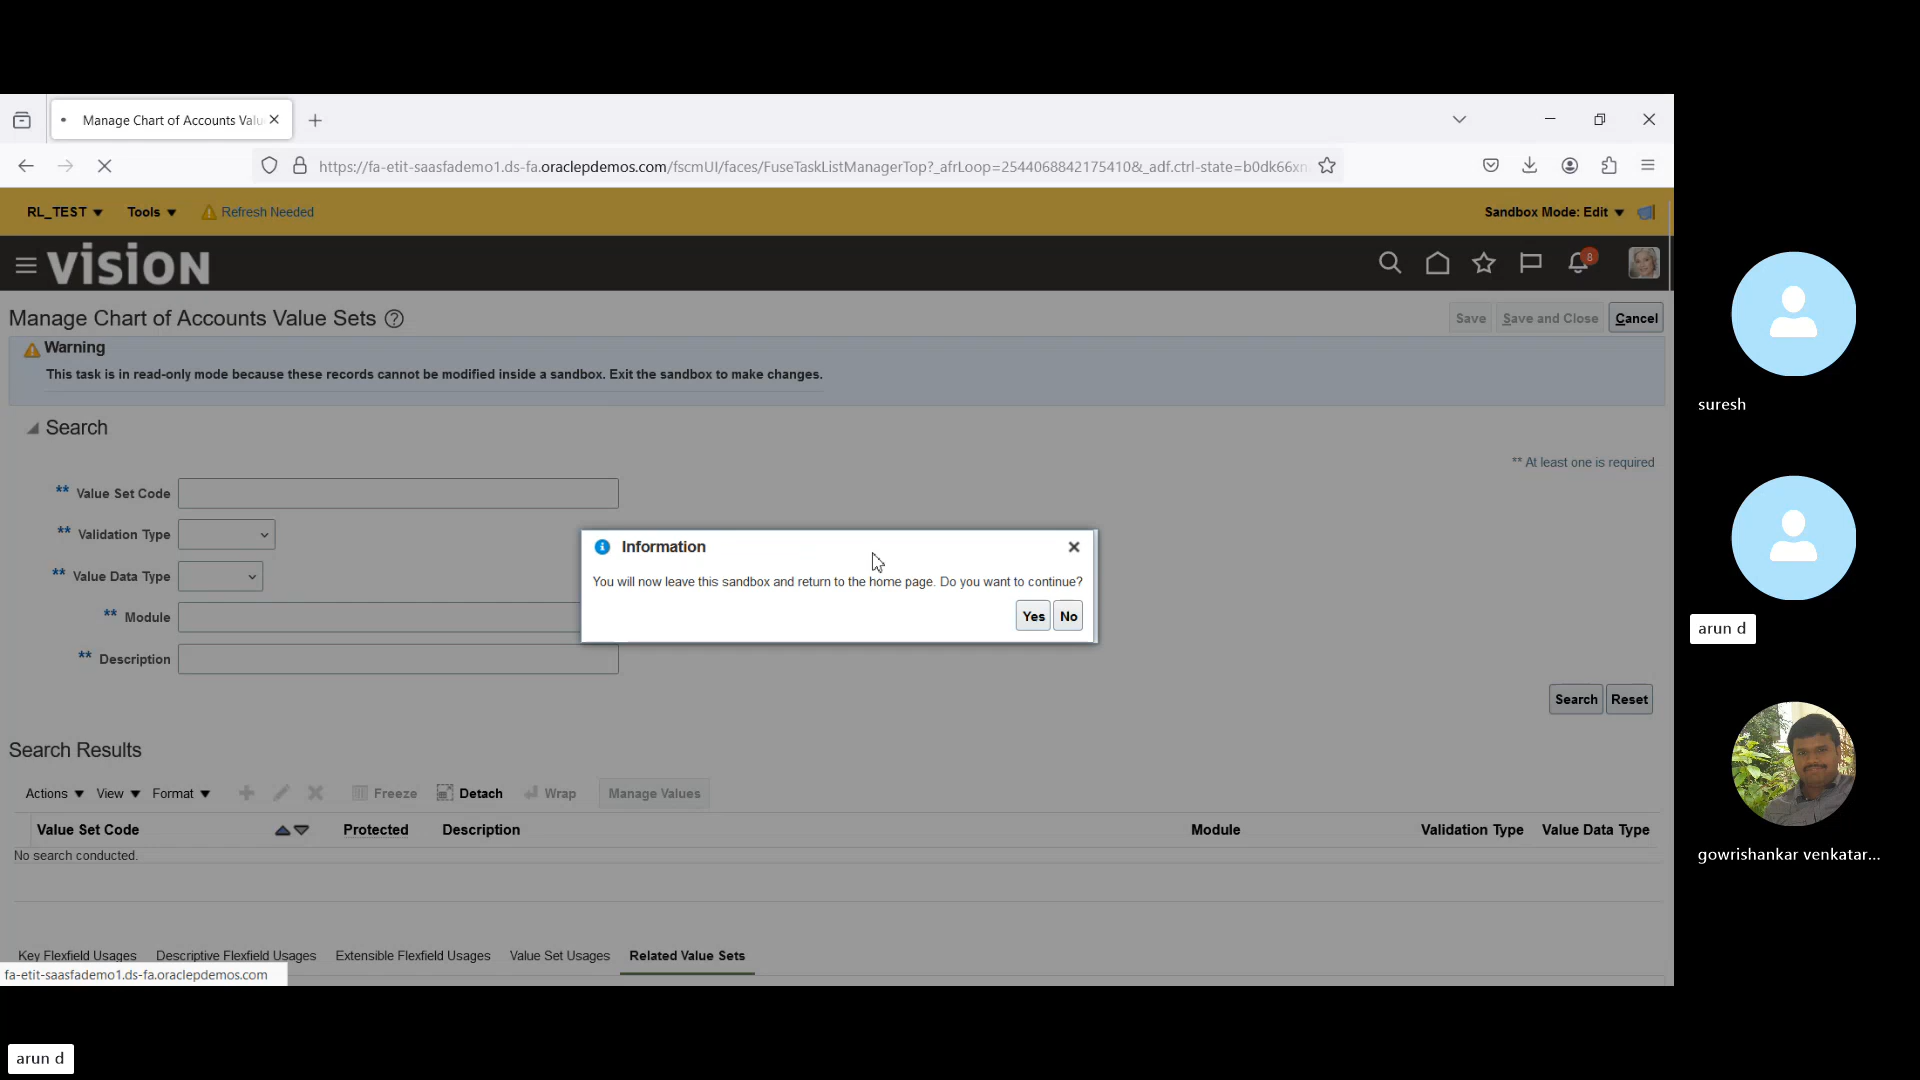 Manage Chart of Accounts Valu
https://fa-etit-saasfademo1.ds-fa.oraclepdemos.com/fscmUI/faces/FuseTaskListManagerTop?_afrLoop=2544068842175410&_adf.ctrl-state=b0dk66xn
RL_TEST
Tools
Refresh Needed
Sandbox Mode: Edit
VISION
8
Manage Chart of Accounts Value Sets
Save
Save and Close
Cancel
Warning
This task is in read-only mode because these records cannot be modified inside a sandbox. Exit the sandbox to make changes.
Search
** At least one is required
** Value Set Code
** Validation Type
** Value Data Type
** Module
** Description
Information
You will now leave this sandbox and return to the home page. Do you want to continue?
Yes
No
Search
Reset
Search Results
Actions
View
Format
Freeze
Detach
Wrap
Manage Values
Value Set Code
Protected
Description
Module
Validation Type
Value Data Type
No search conducted.
Key Flexfield Usages
Descriptive Flexfield Usages
Extensible Flexfield Usages
Value Set Usages
Related Value Sets
fa-etit-saasfademo1.ds-fa.oraclepdemos.com
suresh
arun d
gowrishankar venkatar...
arun d